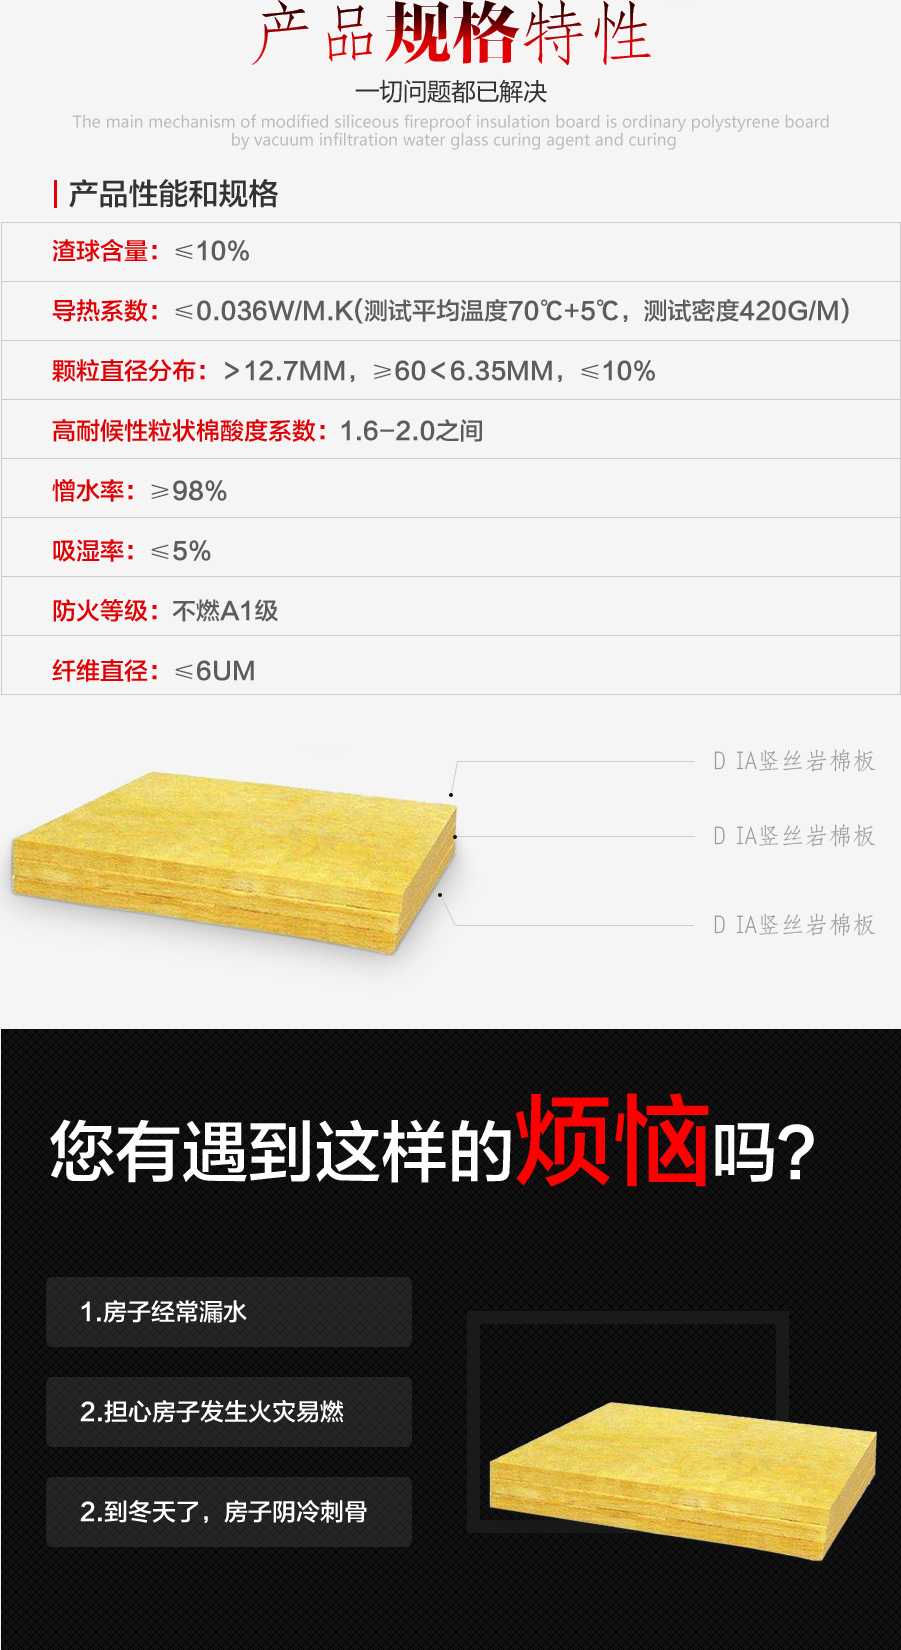 产品规格特性
一切问题都已解决
The main mechanism of modified siliceous fireproof insulation board is ordinary polystyrene board
by vacuum infiltration water glass curing agent and curing
产品性能和规格
渣球含量：≤10%
导热系数：≤0.036W/M.K(测试平均温度70℃+5℃，测试密度420G/M)
颗粒直径分布：>12.7MM，≥60<6.35MM，≤10%
高耐候性粒状棉酸度系数：1.6-2.0之间
憎水率：≥98%
吸湿率：≤5%
防火等级：不燃A1级
纤维直径：≤6UM
D IA竖丝岩棉板
D IA竖丝岩棉板
D IA竖丝岩棉板
您有遇到这样的烦恼吗?
1.房子经常漏水
2.担心房子发生火灾易燃
2.到冬天了，房子阴冷刺骨